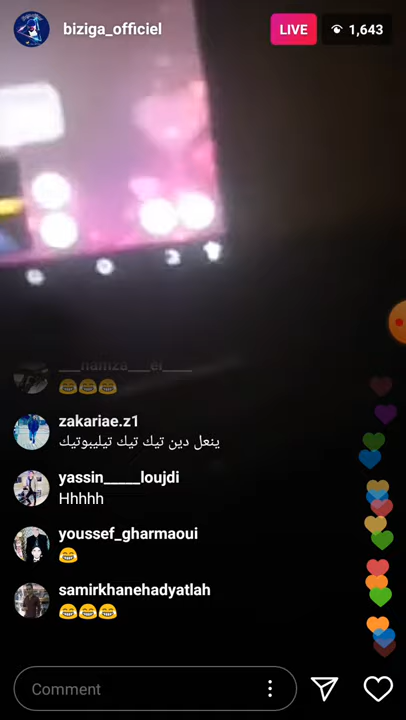 biziga_officiel
LIVE
1,643
😂😂😂
zakariae.z1
ينعل دين تيك تيك تيليبوتيك
yassin_____loujdi
Hhhhh
youssef_gharmaoui
😂
samirkhanehadyatlah
😂😂😂
Comment